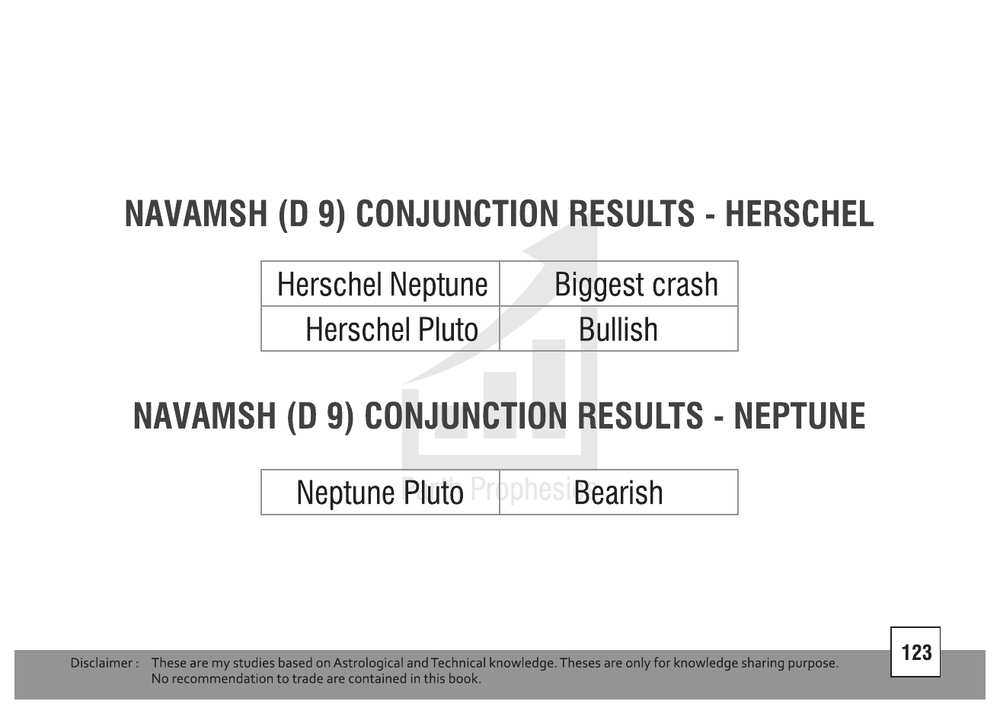 NAVAMSH (D 9) CONJUNCTION RESULTS - HERSCHEL
Herschel Neptune Biggest crash
Herschel Pluto Bullish
NAVAMSH (D 9) CONJUNCTION RESULTS - NEPTUNE
Neptune Pluto Bearish
Prophesies
Disclaimer : These are my studies based on Astrological and Technical knowledge. Theses are only for knowledge sharing purpose.
No recommendation to trade are contained in this book.
123